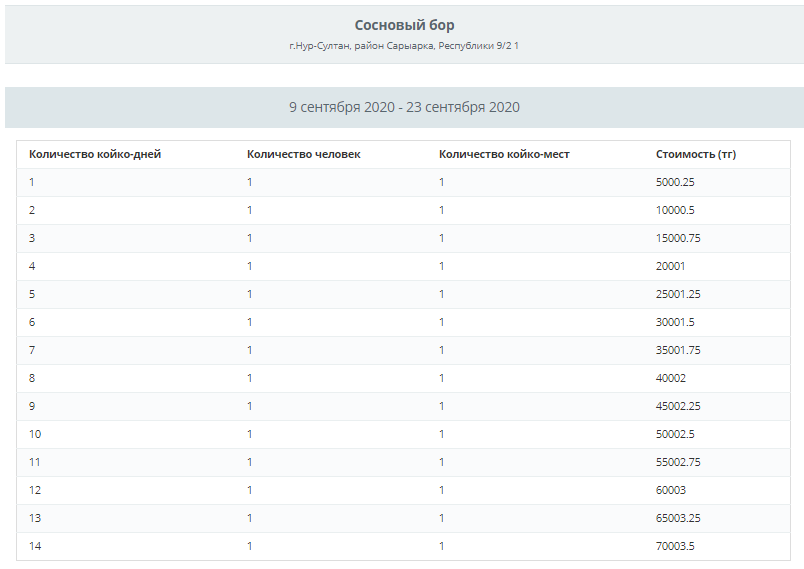 Сосновый бор
г.Нур-Султан, район Сарыарка, Республики 9/2 1
9 сентября 2020 - 23 сентября 2020
Количество койко-дней Количество человек Количество койко-мест Стоимость (тг)
1 1 1 5000.25
2 1 1 10000.5
3 1 1 15000.75
4 1 1 20001
5 1 1 25001.25
6 1 1 30001.5
7 1 1 35001.75
8 1 1 40002
9 1 1 45002.25
10 1 1 50002.5
11 1 1 55002.75
12 1 1 60003
13 1 1 65003.25
14 1 1 70003.5